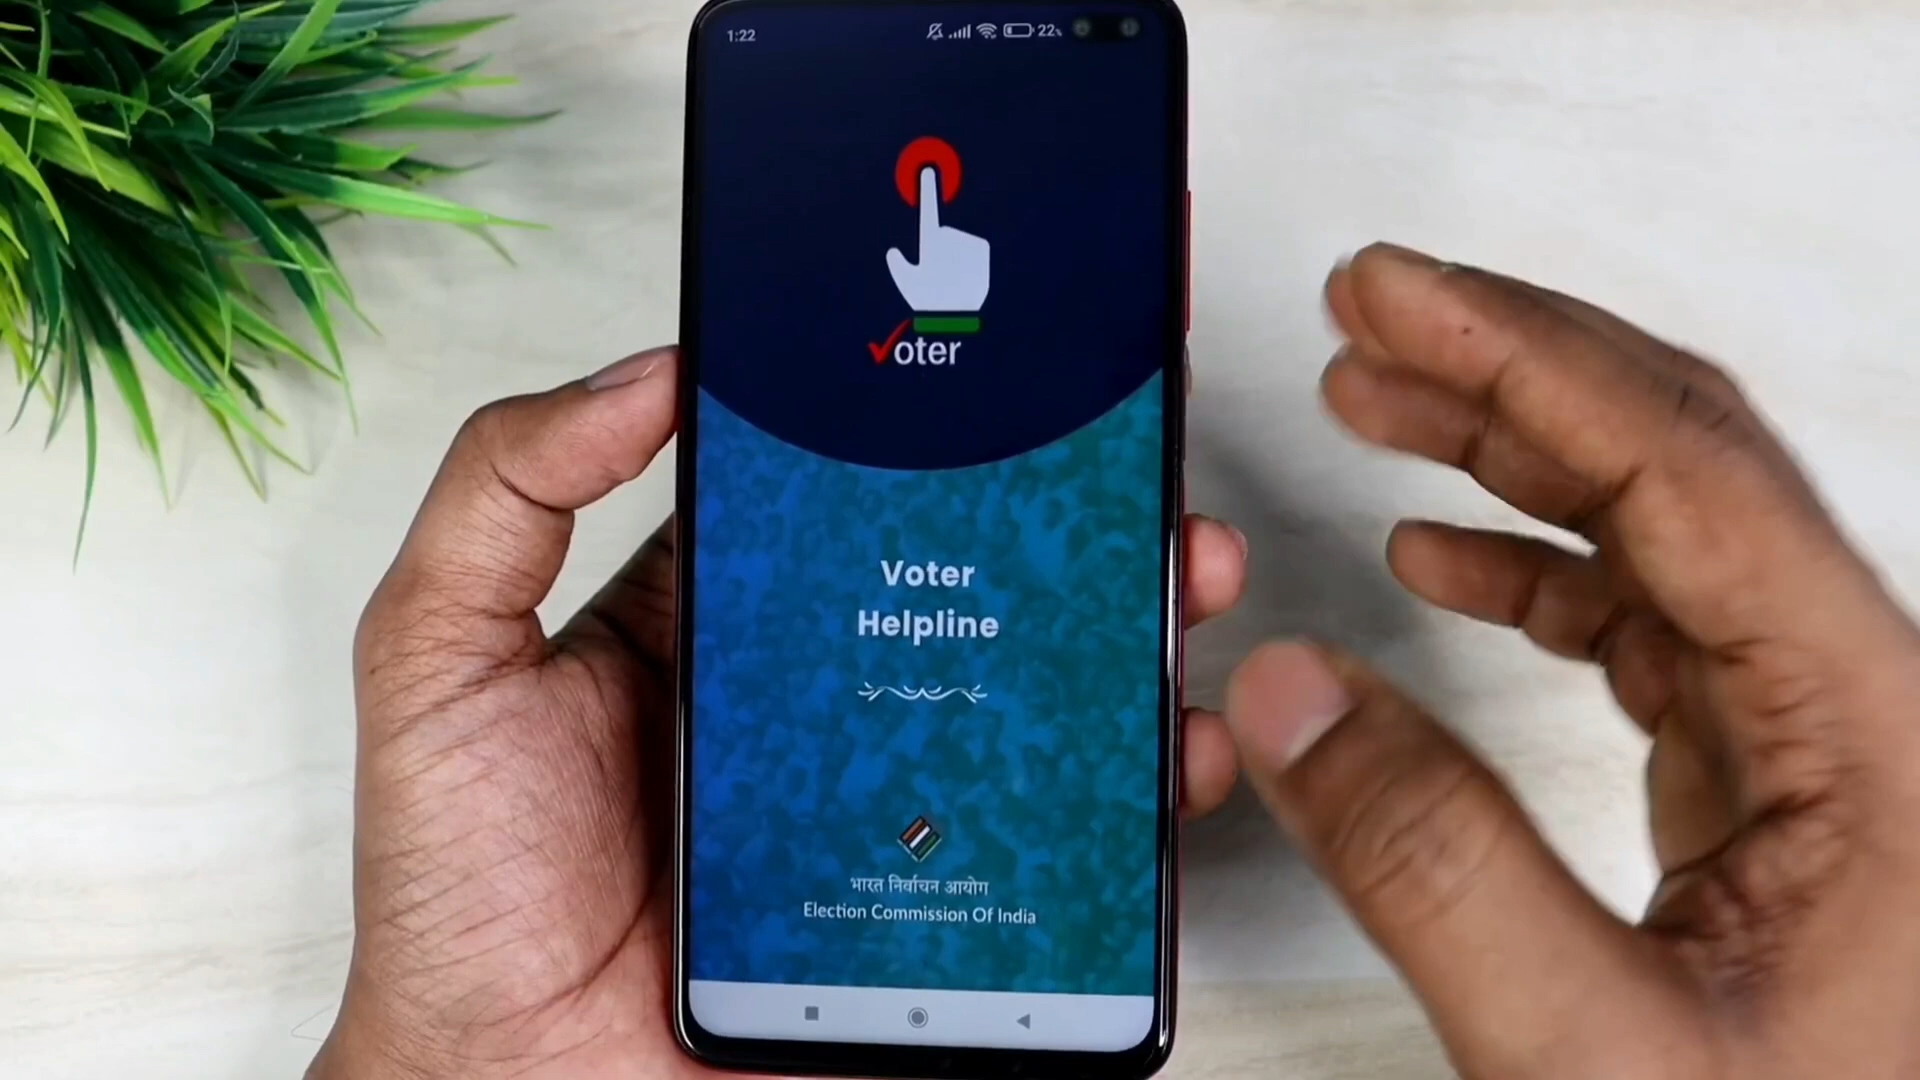 1:22
22%
Voter
Voter
Helpline
भारत निर्वाचन आयोग
Election Commission Of India